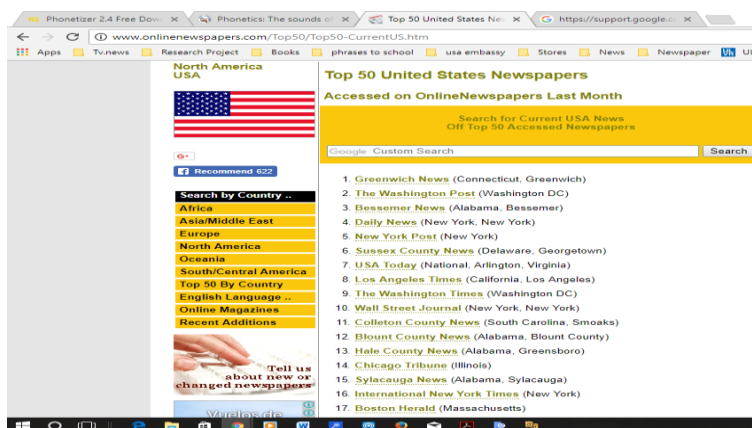 Phonetizer 2.4 Free Dow
Phonetics: The sounds of
Top 50 United States Ne
https://support.google.c
www.onlinenewspapers.com/Top50/Top50-CurrentUS.htm
Apps Tv.news Research Project Books phrases to school usa embassy Stores News Newspaper
North America
USA
G+
Recommend 622
Search by Country ..
Africa
Asia/Middle East
Europe
North America
Oceania
South/Central America
Top 50 By Country
English Language ..
Online Magazines
Recent Additions
Tell us
about new or
changed newspapers
Vuelos.de
Top 50 United States Newspapers
Accessed on OnlineNewspapers Last Month
Search for Current USA News
Off Top 50 Accessed Newspapers
Google Custom Search
Search
1. Greenwich News (Connecticut, Greenwich)
2. The Washington Post (Washington DC)
3. Bessemer News (Alabama, Bessemer)
4. Daily News (New York, New York)
5. New York Post (New York)
6. Sussex County News (Delaware, Georgetown)
7. USA Today (National, Arlington, Virginia)
8. Los Angeles Times (California, Los Angeles)
9. The Washington Times (Washington DC)
10. Wall Street Journal (New York, New York)
11. Colleton County News (South Carolina, Smoaks)
12. Blount County News (Alabama, Blount County)
13. Hale County News (Alabama, Greensboro)
14. Chicago Tribune (Illinois)
15. Sylacauga News (Alabama, Sylacauga)
16. International New York Times (New York)
17. Boston Herald (Massachusetts)